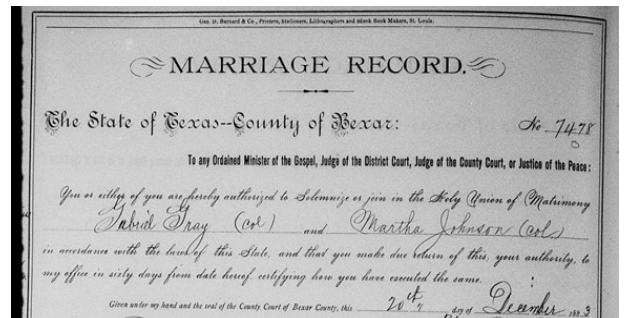 Geo. D. Barnard & Co., Printers, Stationers, Lithographers and Blank Book Makers, St. Louis.
MARRIAGE RECORD.
The State of Texas--County of Bexar: No 7478
To any Ordained Minister of the Gospel, Judge of the District Court, Judge of the County Court, or Justice of the Peace:
You or either of you are hereby authorized to Solemnize or join in the Holy Union of Matrimony
Gabriel Gray (col) and Martha Johnson (col)
in accordance with the laws of this State, and that you make due return of this, your authority, to
my office in sixty days from date hereof certifying how you have executed the same.
Given under my hand and the seal of the County Court of Bexar County, this 20th day of December 1883